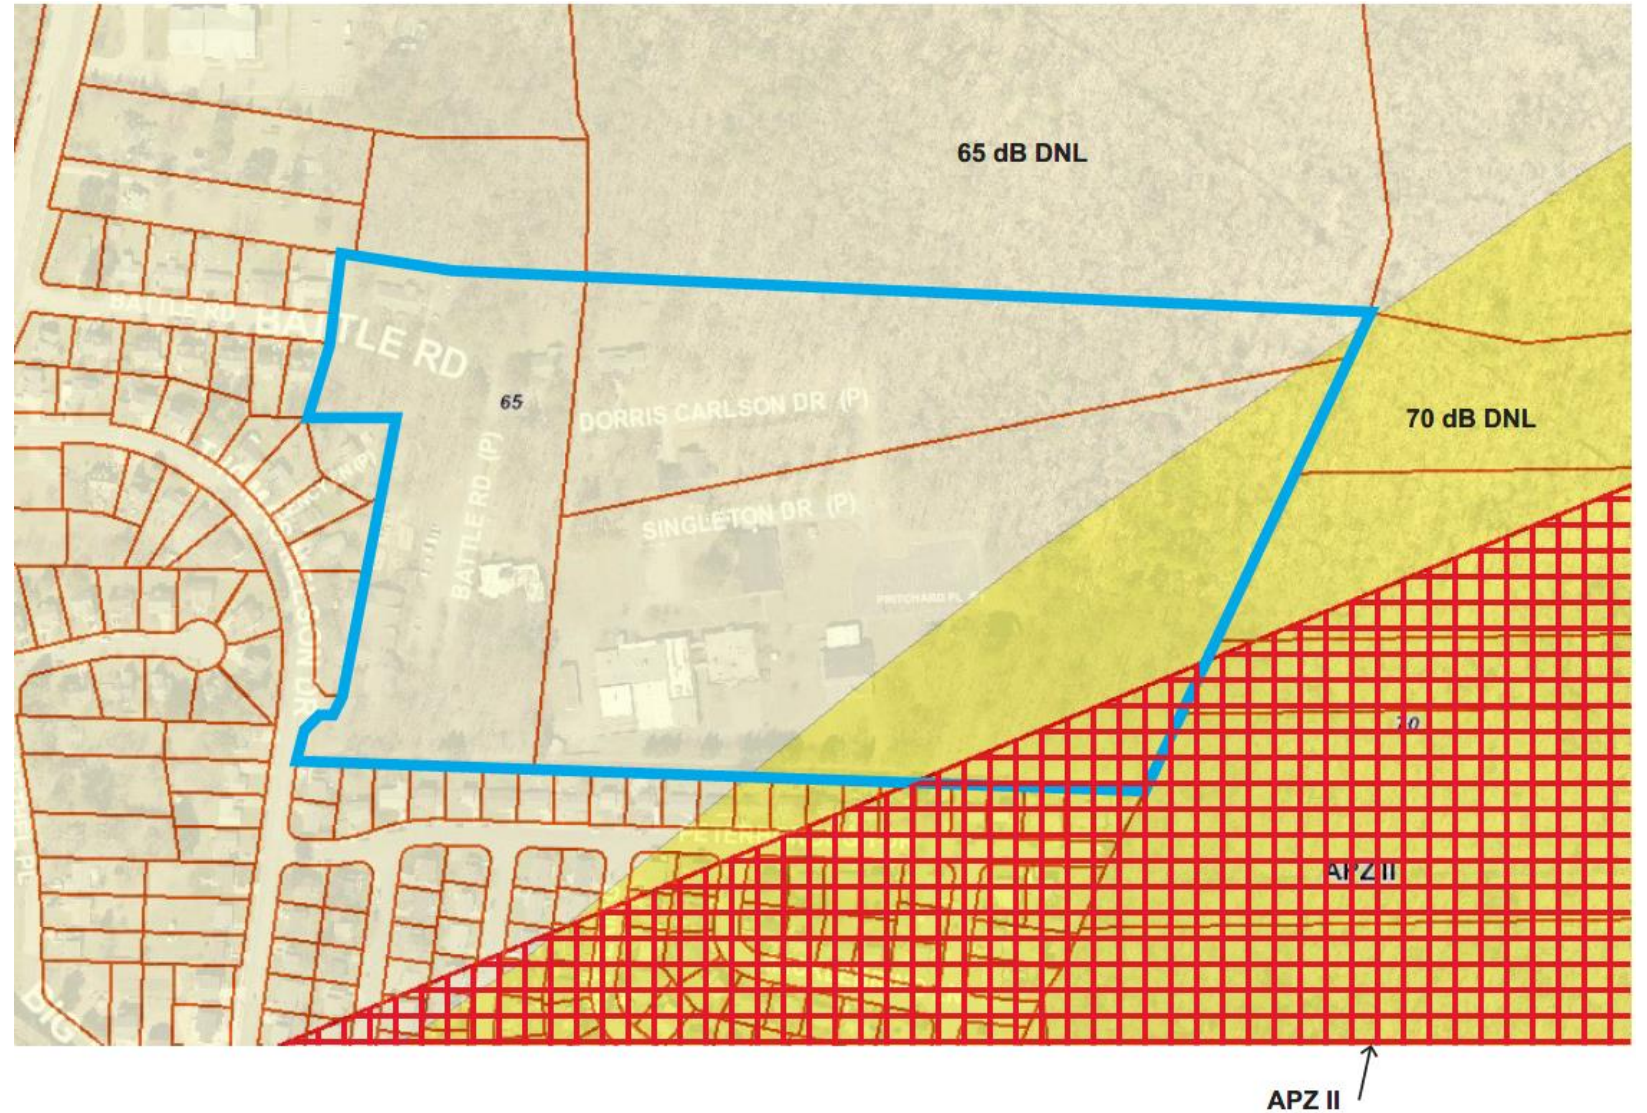 65 dB DNL
BATTLE RD
BATTLE RD
65
DORRIS CARLSON DR (P)
70 dB DNL
BATTLE RD (P)
SINGLETON DR (P)
PRITCHARD PL
70
APZ II
APZ II